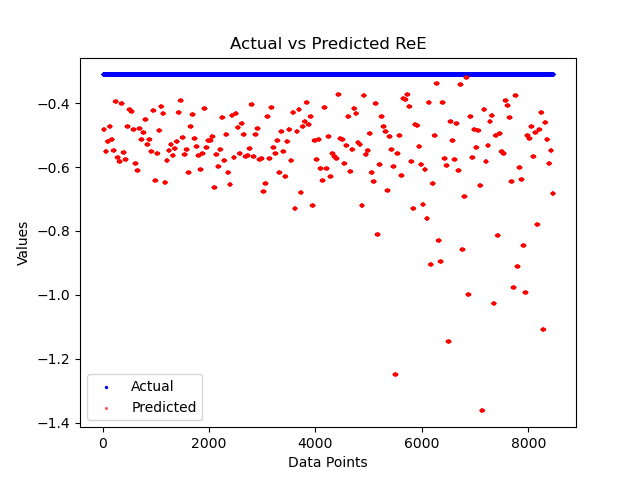 Actual vs Predicted ReE
Values
−0.4
−0.6
−0.8
−1.0
−1.2
−1.4
Actual
Predicted
0
2000
4000
6000
8000
Data Points